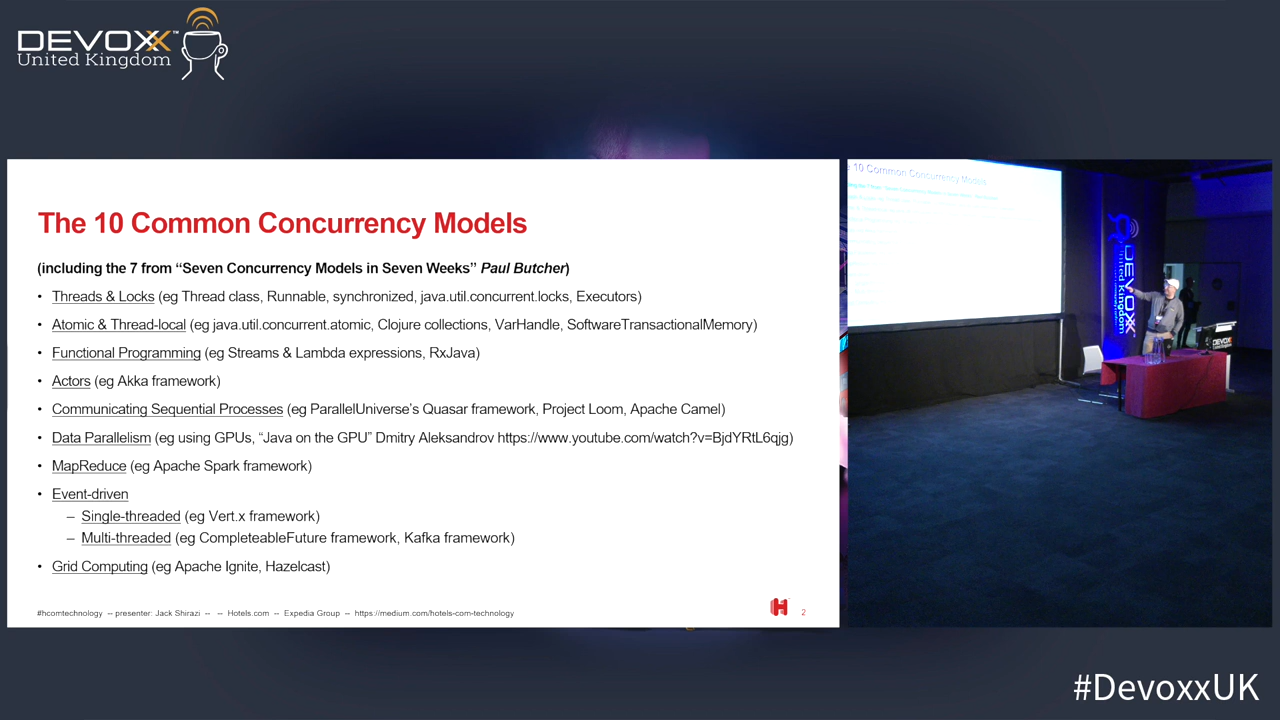 DEVOXX™
United Kingdom
The 10 Common Concurrency Models
(including the 7 from “Seven Concurrency Models in Seven Weeks” Paul Butcher)
• Threads & Locks (eg Thread class, Runnable, synchronized, java.util.concurrent.locks, Executors)
• Atomic & Thread-local (eg java.util.concurrent.atomic, Clojure collections, VarHandle, SoftwareTransactionalMemory)
• Functional Programming (eg Streams & Lambda expressions, RxJava)
• Actors (eg Akka framework)
• Communicating Sequential Processes (eg ParallelUniverse’s Quasar framework, Project Loom, Apache Camel)
• Data Parallelism (eg using GPUs, “Java on the GPU” Dmitry Aleksandrov https://www.youtube.com/watch?v=BjdYRtL6qjg)
• MapReduce (eg Apache Spark framework)
• Event-driven
– Single-threaded (eg Vert.x framework)
– Multi-threaded (eg CompleteableFuture framework, Kafka framework)
• Grid Computing (eg Apache Ignite, Hazelcast)
#hcomtechnology -- presenter: Jack Shirazi -- -- Hotels.com -- Expedia Group -- https://medium.com/hotels-com-technology
H
2
10 Common Concurrency Models
DEVOXX
United Kingdom
DEVOXX
#DevoxxUK